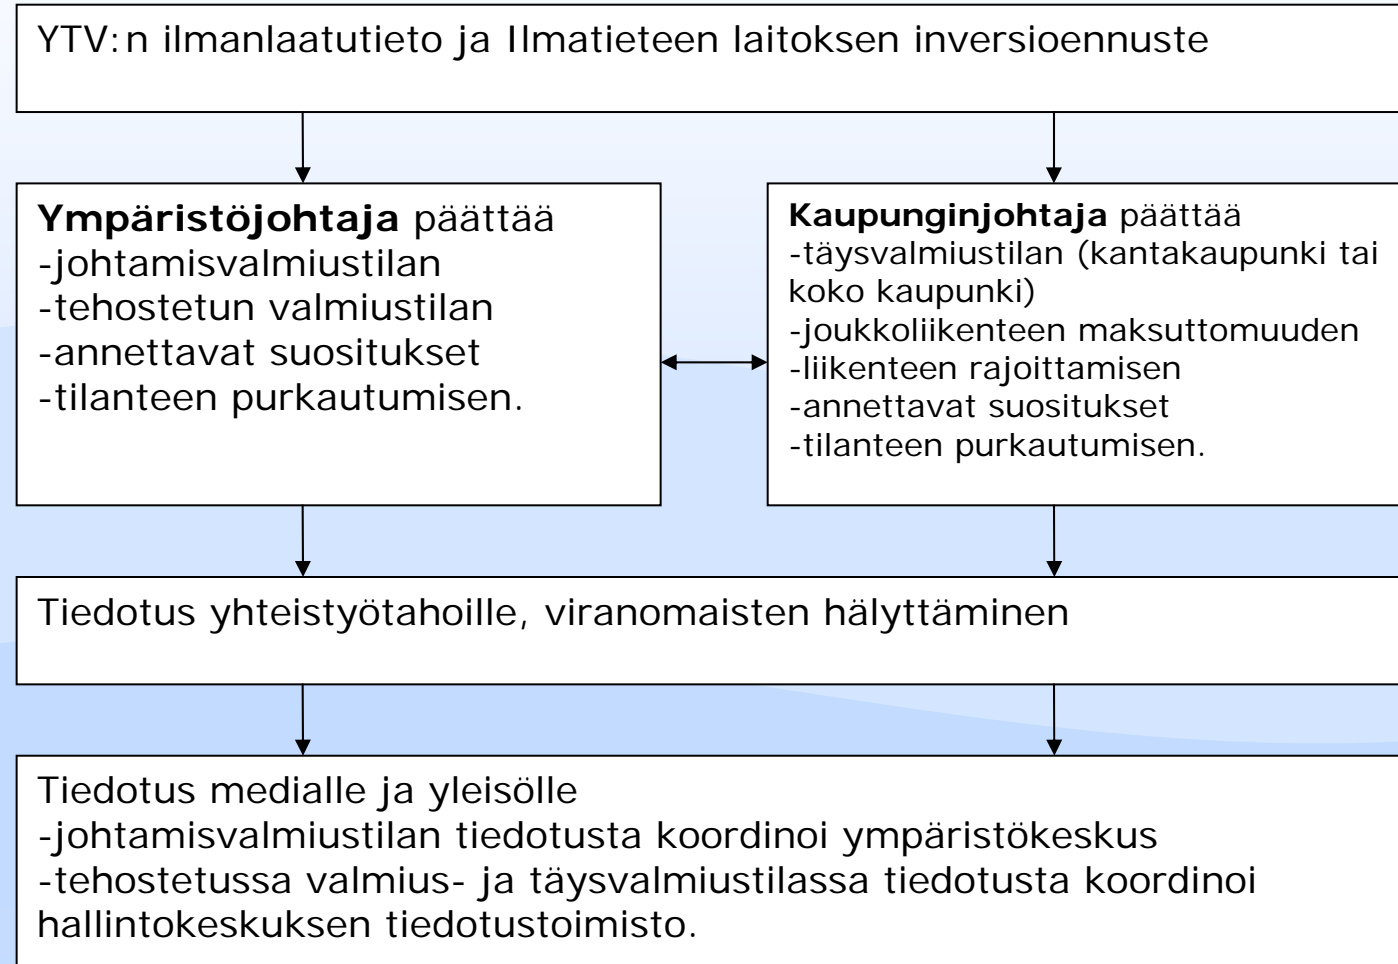 YTV:n ilmanlaatutieto ja Ilmatieteen laitoksen inversioennuste
Ympäristöjohtaja päättää
-johtamisvalmiustilan
-tehostetun valmiustilan
-annettavat suositukset
-tilanteen purkautumisen.
Kaupunginjohtaja päättää
-täysvalmiustilan (kantakaupunki tai
koko kaupunki)
-joukkoliikenteen maksuttomuuden
-liikenteen rajoittamisen
-annettavat suositukset
-tilanteen purkautumisen.
Tiedotus yhteistyötahoille, viranomaisten hälyttäminen
Tiedotus medialle ja yleisölle
-johtamisvalmiustilan tiedotusta koordinoi ympäristökeskus
-tehostetussa valmius- ja täysvalmiustilassa tiedotusta koordinoi
hallintokeskuksen tiedotustoimisto.